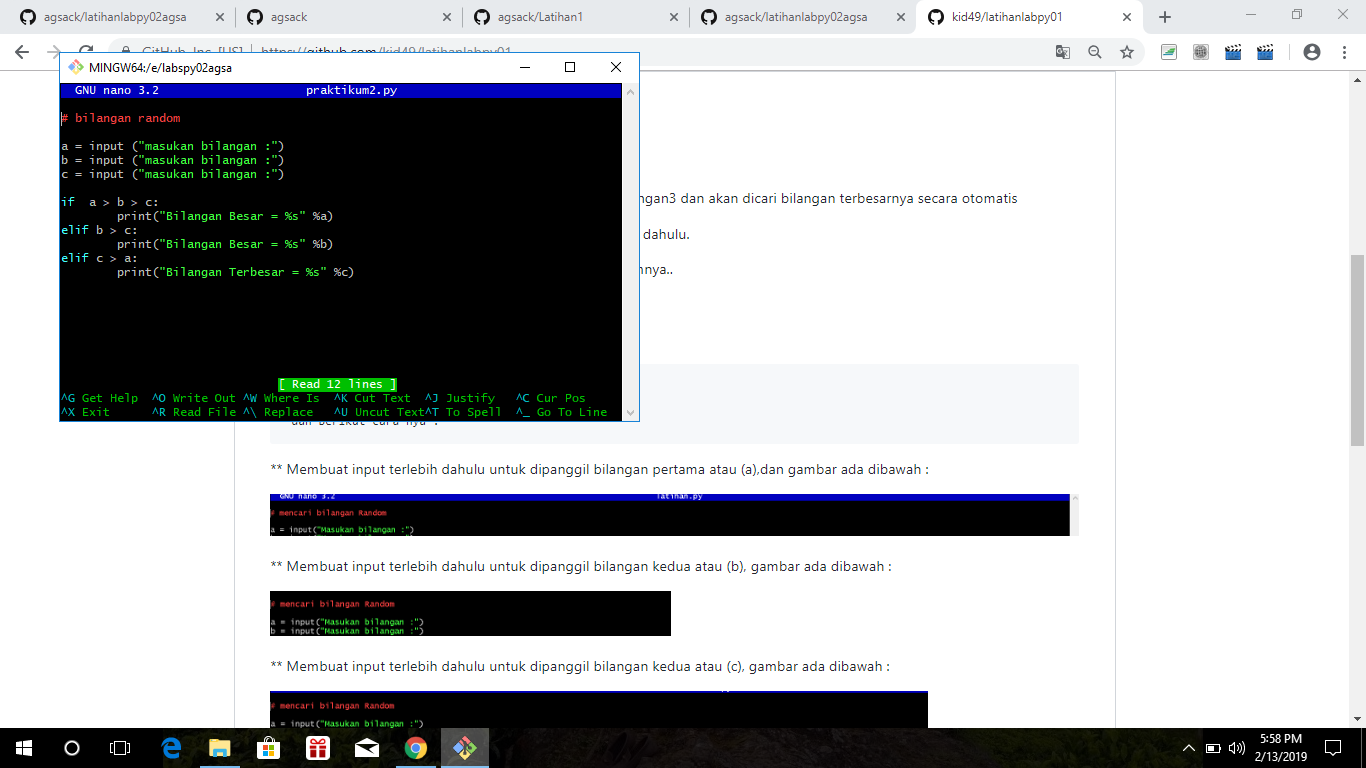 agsack/latihanlabpy02agsa
agsack
agsack/Latihan1
agsack/latihanlabpy02agsa
kid49/latihanlabpy01
GitHub, Inc. [US] | https://github.com/kid49/latihanlabpy01
MINGW64:/e/labspy02agsa
GNU nano 3.2 praktikum2.py
# bilangan random
a = input ("masukan bilangan :")
b = input ("masukan bilangan :")
c = input ("masukan bilangan :")
if  a > b > c:
print("Bilangan Besar = %s" %a)
elif b > c:
print("Bilangan Besar = %s" %b)
elif c > a:
print("Bilangan Terbesar = %s" %c)
[ Read 12 lines ]
^G Get Help ^O Write Out ^W Where Is ^K Cut Text ^J Justify ^C Cur Pos
^X Exit ^R Read File ^\ Replace ^U Uncut Text ^T To Spell ^_ Go To Line
ngan3 dan akan dicari bilangan terbesarnya secara otomatis
dahulu.
nnya..
dan berikut cara nya :
** Membuat input terlebih dahulu untuk dipanggil bilangan pertama atau (a),dan gambar ada dibawah :
GNU nano 3.2 latihan.py
# mencari bilangan Random
a = input("Masukan bilangan :")
** Membuat input terlebih dahulu untuk dipanggil bilangan kedua atau (b), gambar ada dibawah :
# mencari bilangan Random
a = input("Masukan bilangan :")
b = input("Masukan bilangan :")
** Membuat input terlebih dahulu untuk dipanggil bilangan kedua atau (c), gambar ada dibawah :
# mencari bilangan Random
a = input("Masukan bilangan :")
5:58 PM
2/13/2019